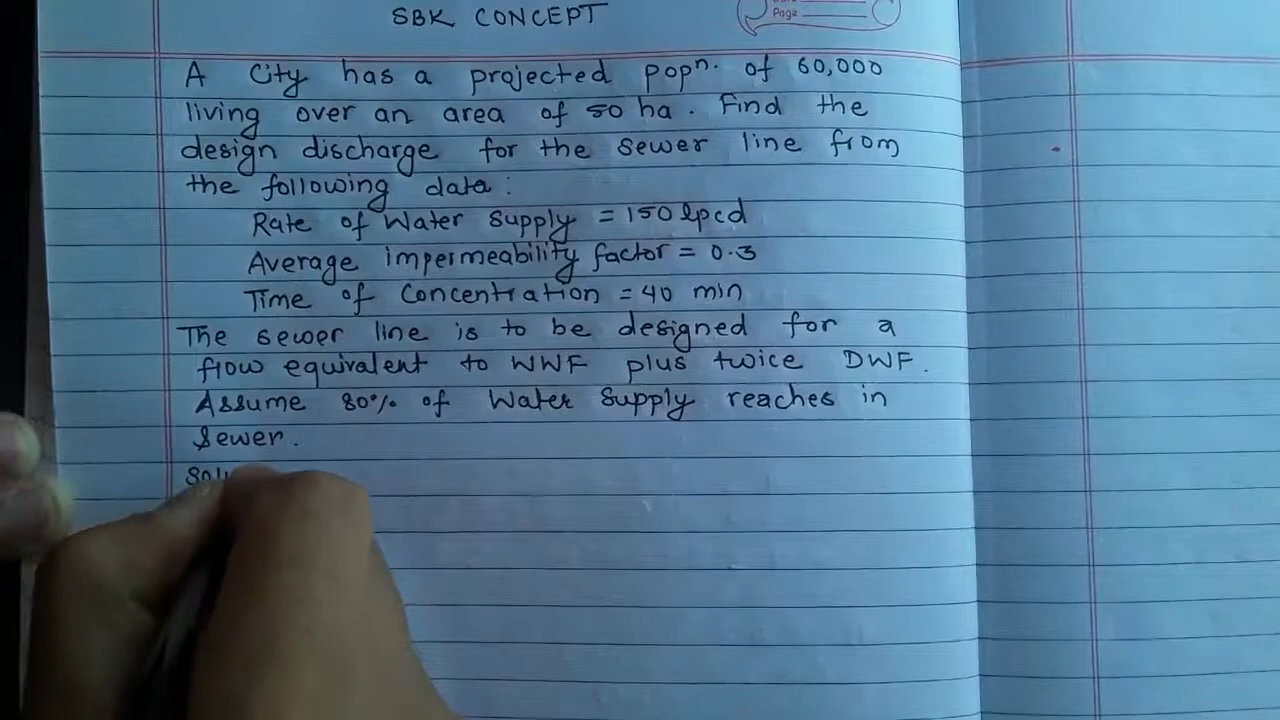 SBK CONCEPT
Page
A City has a projected popn. of 60,000
living over an area of 50 ha. Find the
design discharge for the sewer line from
the following data:
Rate of Water Supply = 150 lpcd
Average impermeability factor = 0.3
Time of Concentration = 40 min
The sewer line is to be designed for a
flow equivalent to WWF plus twice DWF.
Assume 80% of Water Supply reaches in
Sewer.